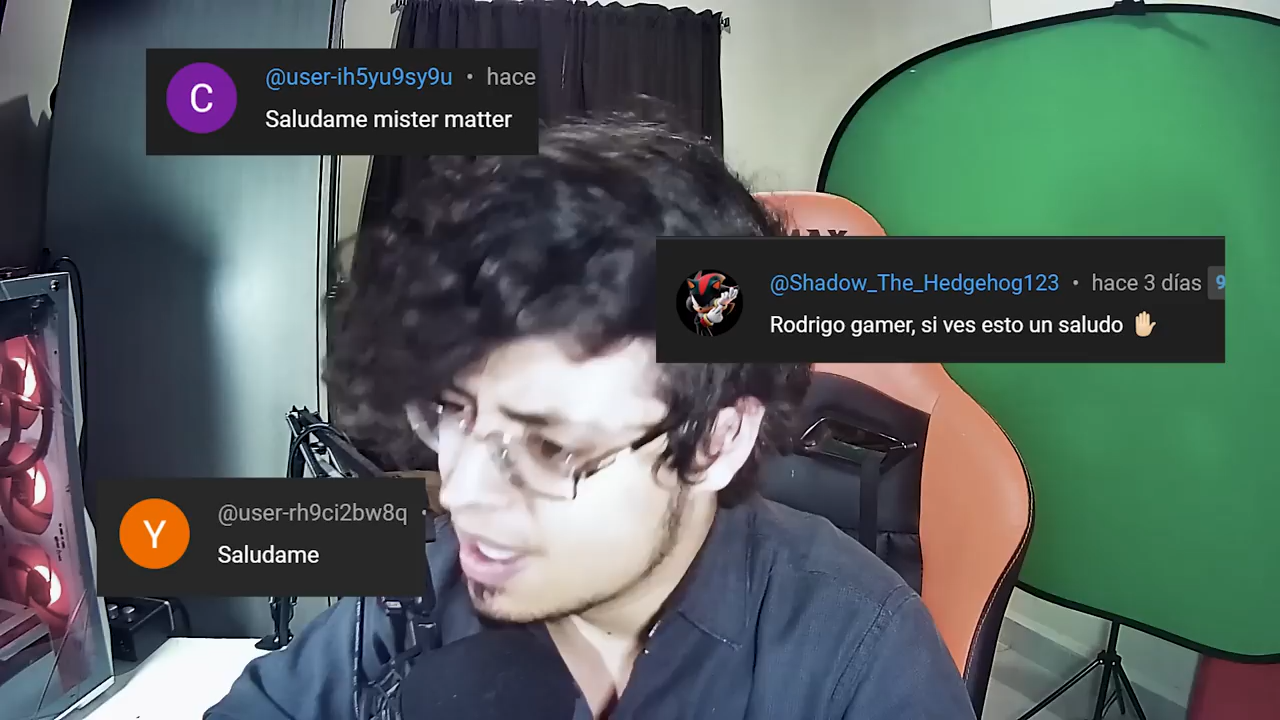 @user-ih5yu9sy9u • hace
Saludame mister matter
@Shadow_The_Hedgehog123 • hace 3 días 9
Rodrigo gamer, si ves esto un saludo ✋🏻
@user-rh9ci2bw8q •
Saludame
C
Y